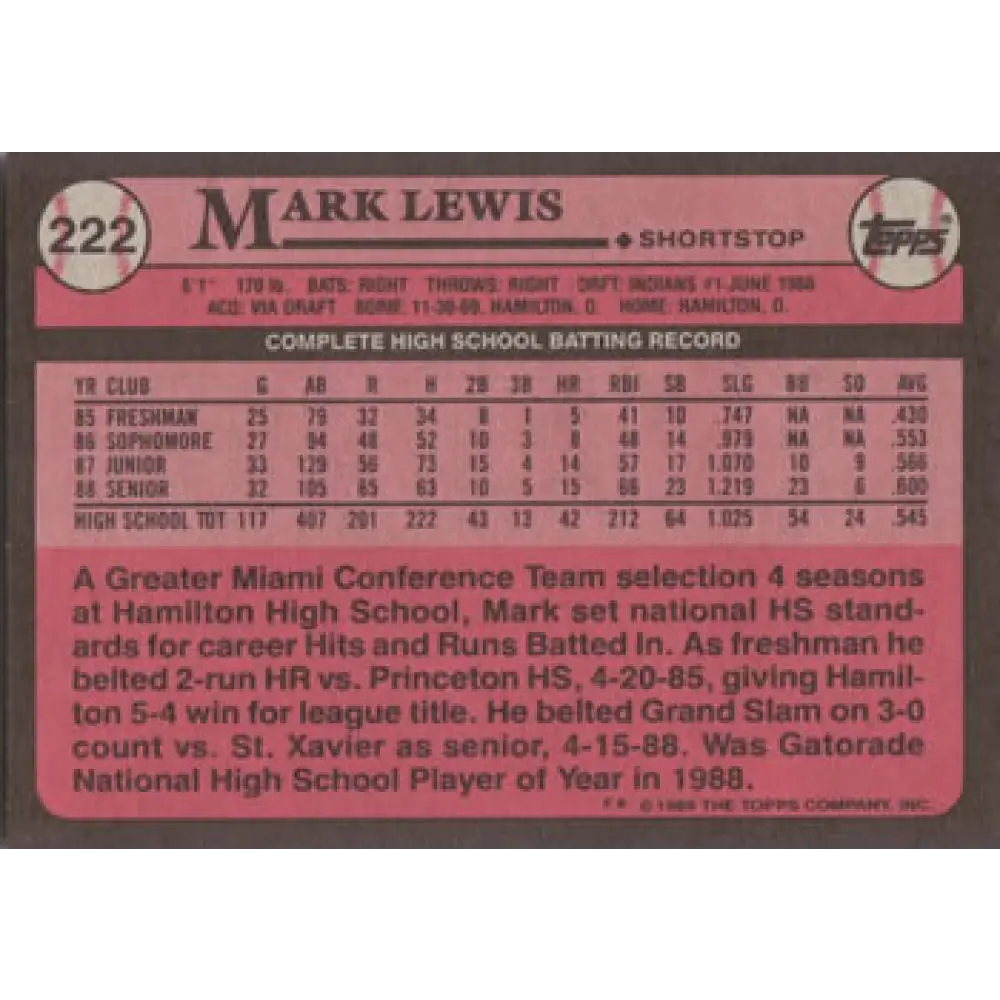 222 MARK LEWIS Topps
◆ SHORTSTOP
6'1" 170 lb. BATS: RIGHT THROWS: RIGHT DRFT: INDIANS #1-JUNE 1988
ACQ: VIA DRAFT BORN: 11-30-69, HAMILTON, O. HOME: HAMILTON, O.
COMPLETE HIGH SCHOOL BATTING RECORD
YR CLUB G AB R H 2B 3B HR RBI SB SLG BB SO AVG
85 FRESHMAN 25 79 32 34 8 1 5 41 10 .747 NA NA .430
86 SOPHOMORE 27 94 48 52 10 3 8 48 14 .979 NA NA .553
87 JUNIOR 33 129 56 73 15 4 14 57 17 1.070 10 9 .566
88 SENIOR 32 105 65 63 10 5 15 66 23 1.219 23 6 .600
HIGH SCHOOL TOT 117 407 201 222 43 13 42 212 64 1.025 54 24 .545
A Greater Miami Conference Team selection 4 seasons
at Hamilton High School, Mark set national HS stand-
ards for career Hits and Runs Batted In. As freshman he
belted 2-run HR vs. Princeton HS, 4-20-85, giving Hamil-
ton 5-4 win for league title. He belted Grand Slam on 3-0
count vs. St. Xavier as senior, 4-15-88. Was Gatorade
National High School Player of Year in 1988.
© 1989 THE TOPPS COMPANY, INC.